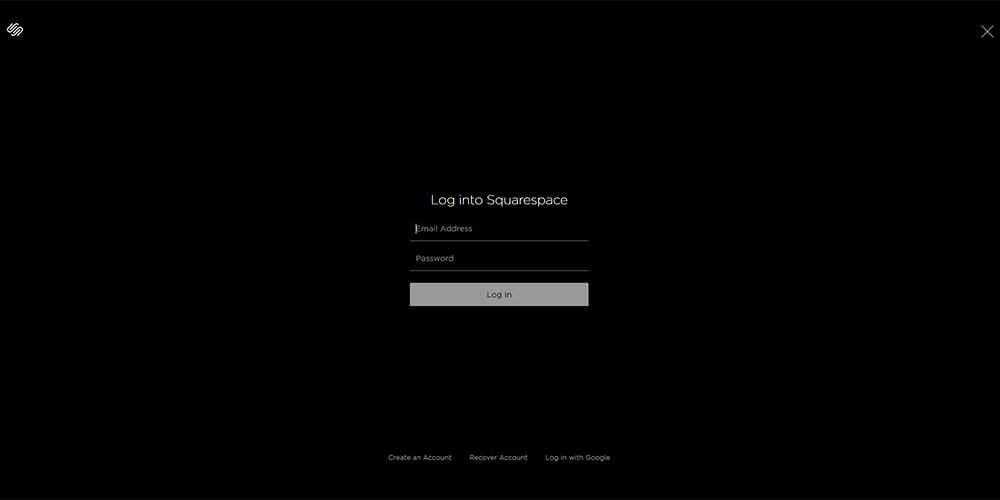 Log into Squarespace
Email Address
Password
Log In
Create an Account Recover Account Log in with Google